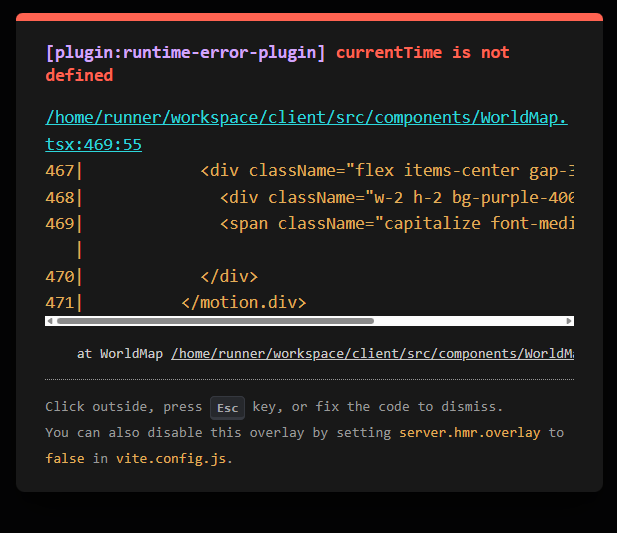 [plugin:runtime-error-plugin] currentTime is not
defined
/home/runner/workspace/client/src/components/WorldMap.
tsx:469:55
467|            <div className="flex items-center gap-3
468|              <div className="w-2 h-2 bg-purple-400
469|              <span className="capitalize font-medi
|
470|            </div>
471|          </motion.div>
at WorldMap /home/runner/workspace/client/src/components/WorldMa
Click outside, press Esc key, or fix the code to dismiss.
You can also disable this overlay by setting server.hmr.overlay to
false in vite.config.js.